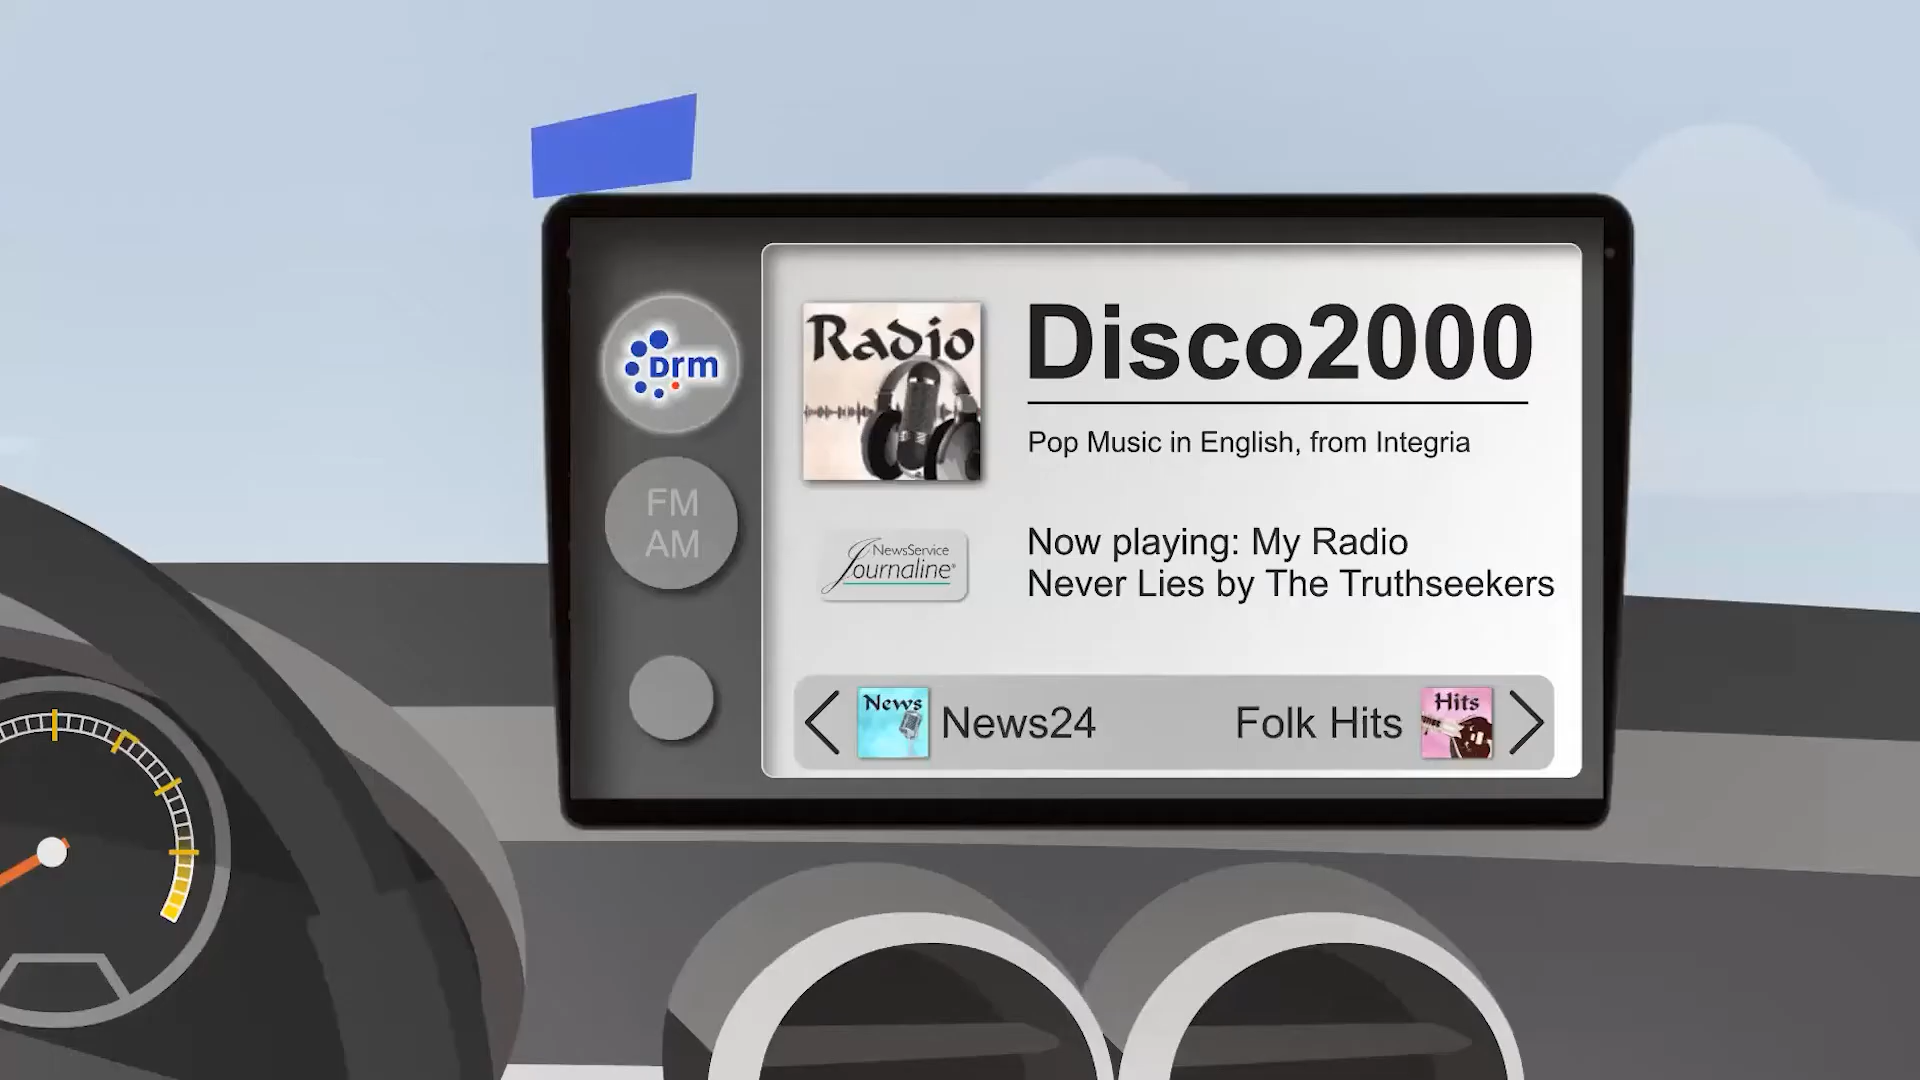 Drm
FM
AM
Radio
Disco2000
Pop Music in English, from Integria
NewsService
Journaline®
Now playing: My Radio
Never Lies by The Truthseekers
News
News24
Folk Hits
Hits